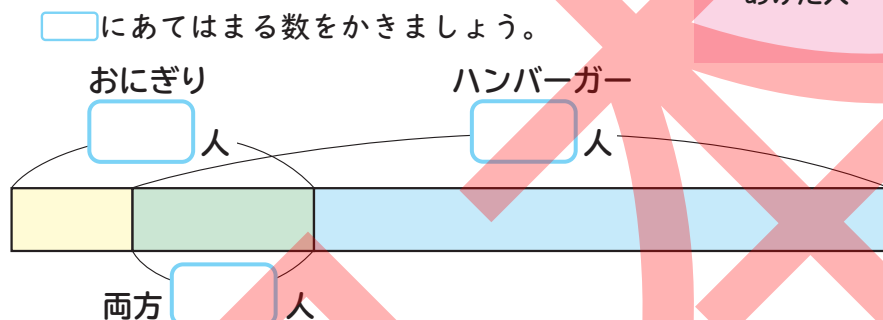 にあてはまる数をかきましょう。
おにぎり
ハンバーガー
人
人
両方
人